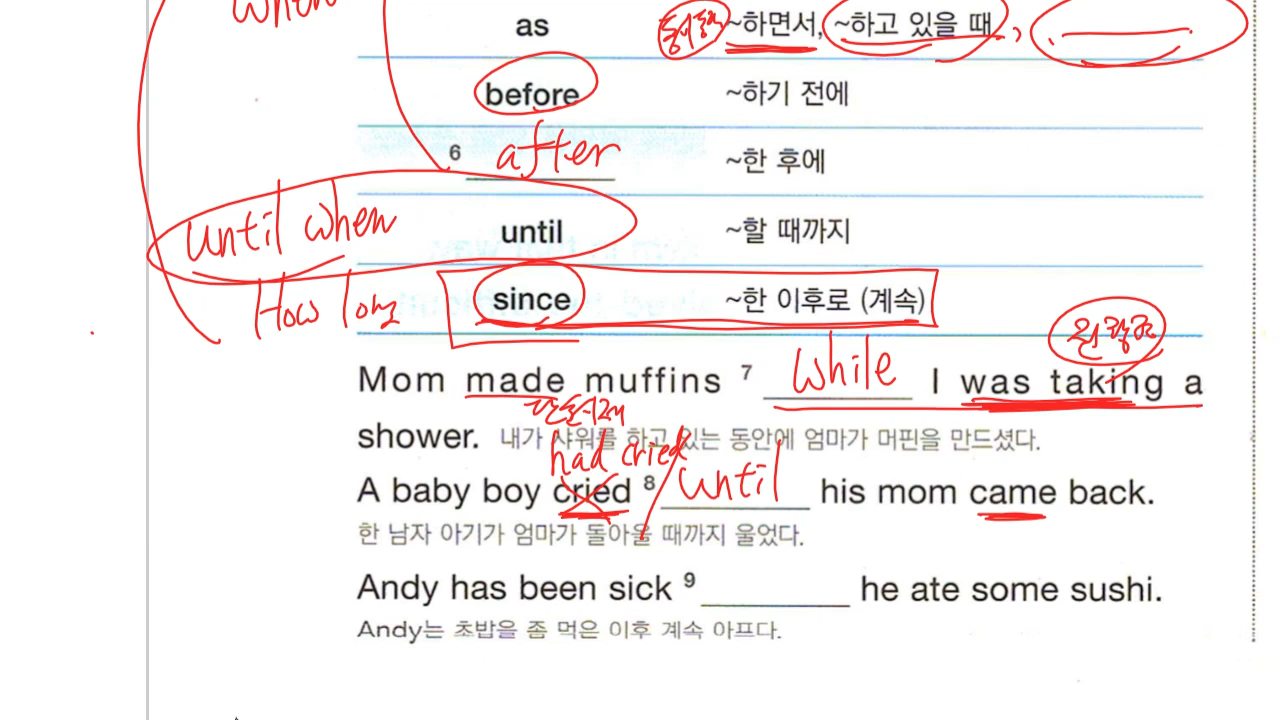 when
as 동시동작 ~하면서, ~하고 있을 때,
before ~하기 전에
6 after ~한 후에
until when until ~할 때까지
How long since ~한 이후로 (계속)
Mom made muffins 7 while I was taking a
shower. 내가 샤워를 하고 있는 동안에 엄마가 머핀을 만드셨다.
had cried
A baby boy cried 8 until his mom came back.
한 남자 아기가 엄마가 돌아올 때까지 울었다.
Andy has been sick 9 he ate some sushi.
Andy는 초밥을 좀 먹은 이후 계속 아프다.